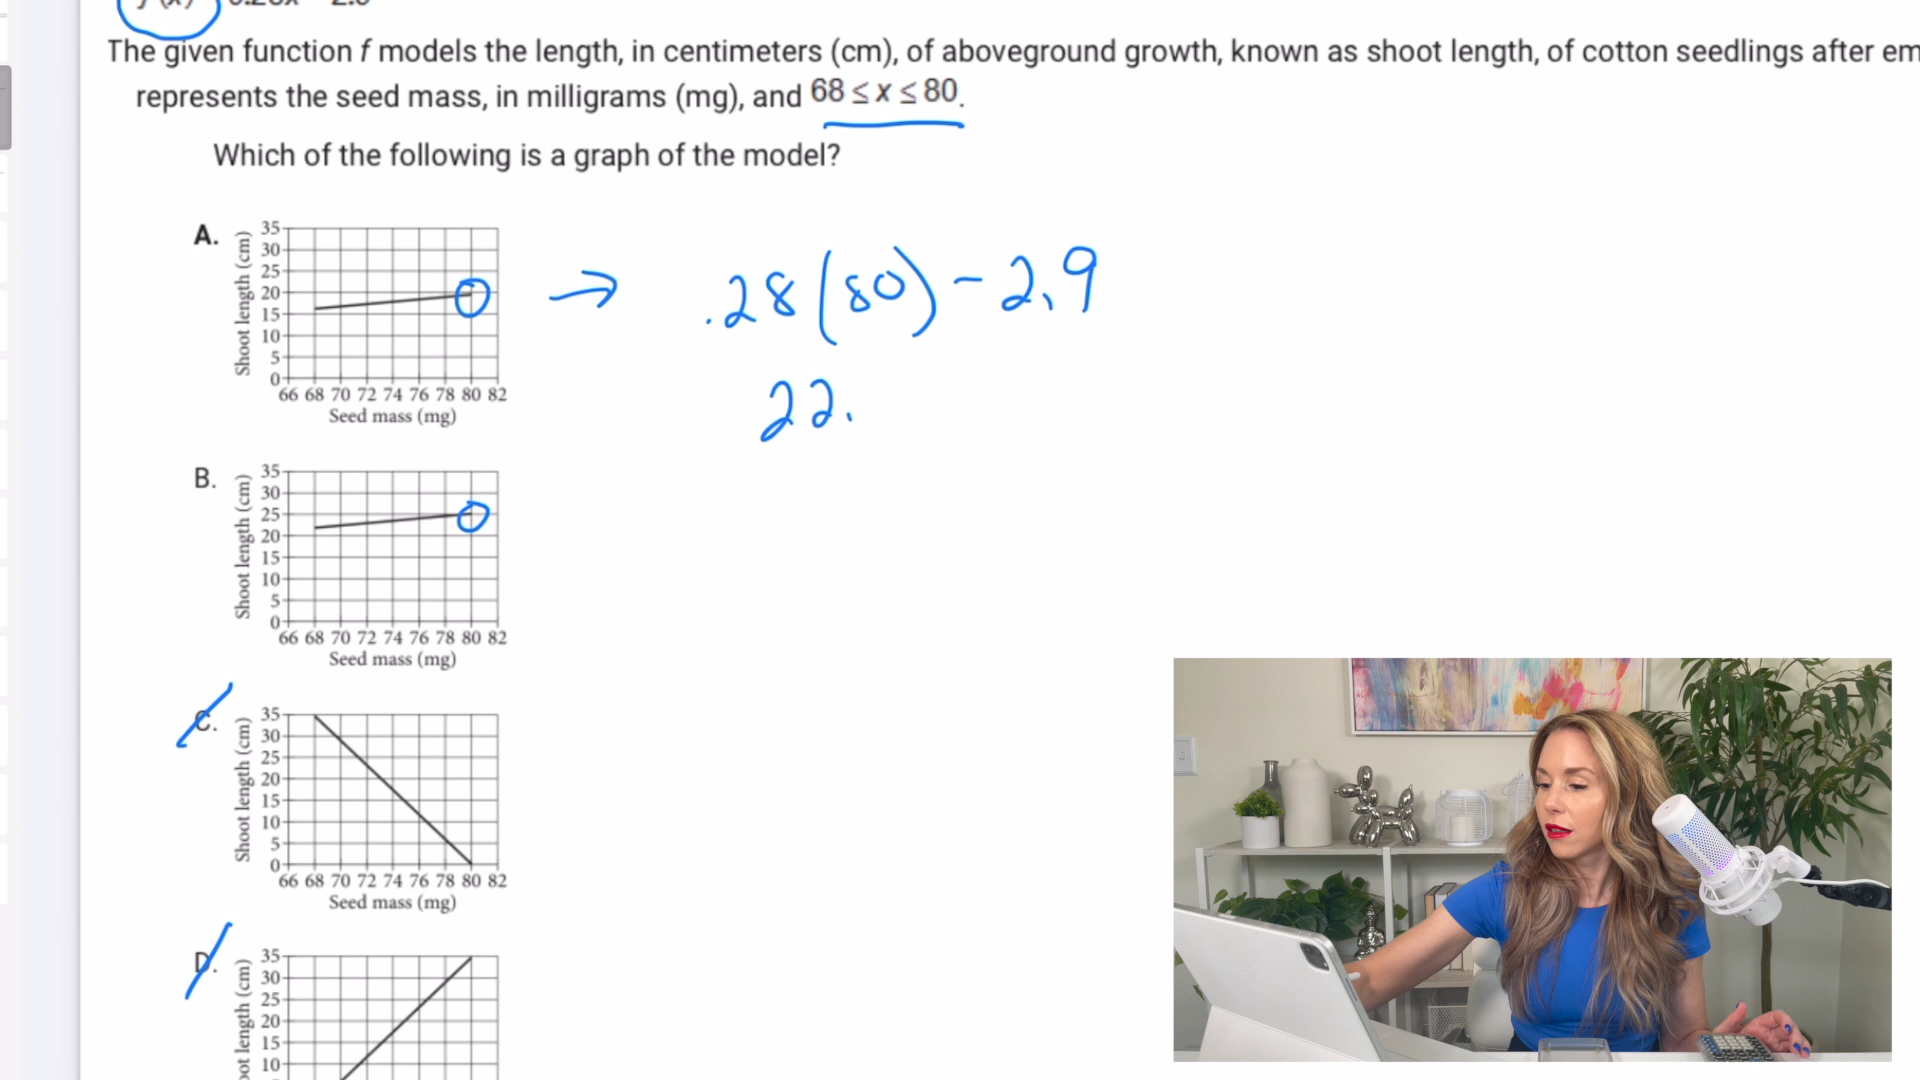 The given function f models the length, in centimeters (cm), of aboveground growth, known as shoot length, of cotton seedlings after em
represents the seed mass, in milligrams (mg), and 68 ≤ x ≤ 80.
Which of the following is a graph of the model?
A.
Shoot length (cm)
35
30
25
20
15
10
5
0
66 68 70 72 74 76 78 80 82
Seed mass (mg)
.28(80) - 2.9
22.
B.
Shoot length (cm)
35
30
25
20
15
10
5
0
66 68 70 72 74 76 78 80 82
Seed mass (mg)
C.
Shoot length (cm)
35
30
25
20
15
10
5
0
66 68 70 72 74 76 78 80 82
Seed mass (mg)
D.
oot length (cm)
35
30
25
20
15
10